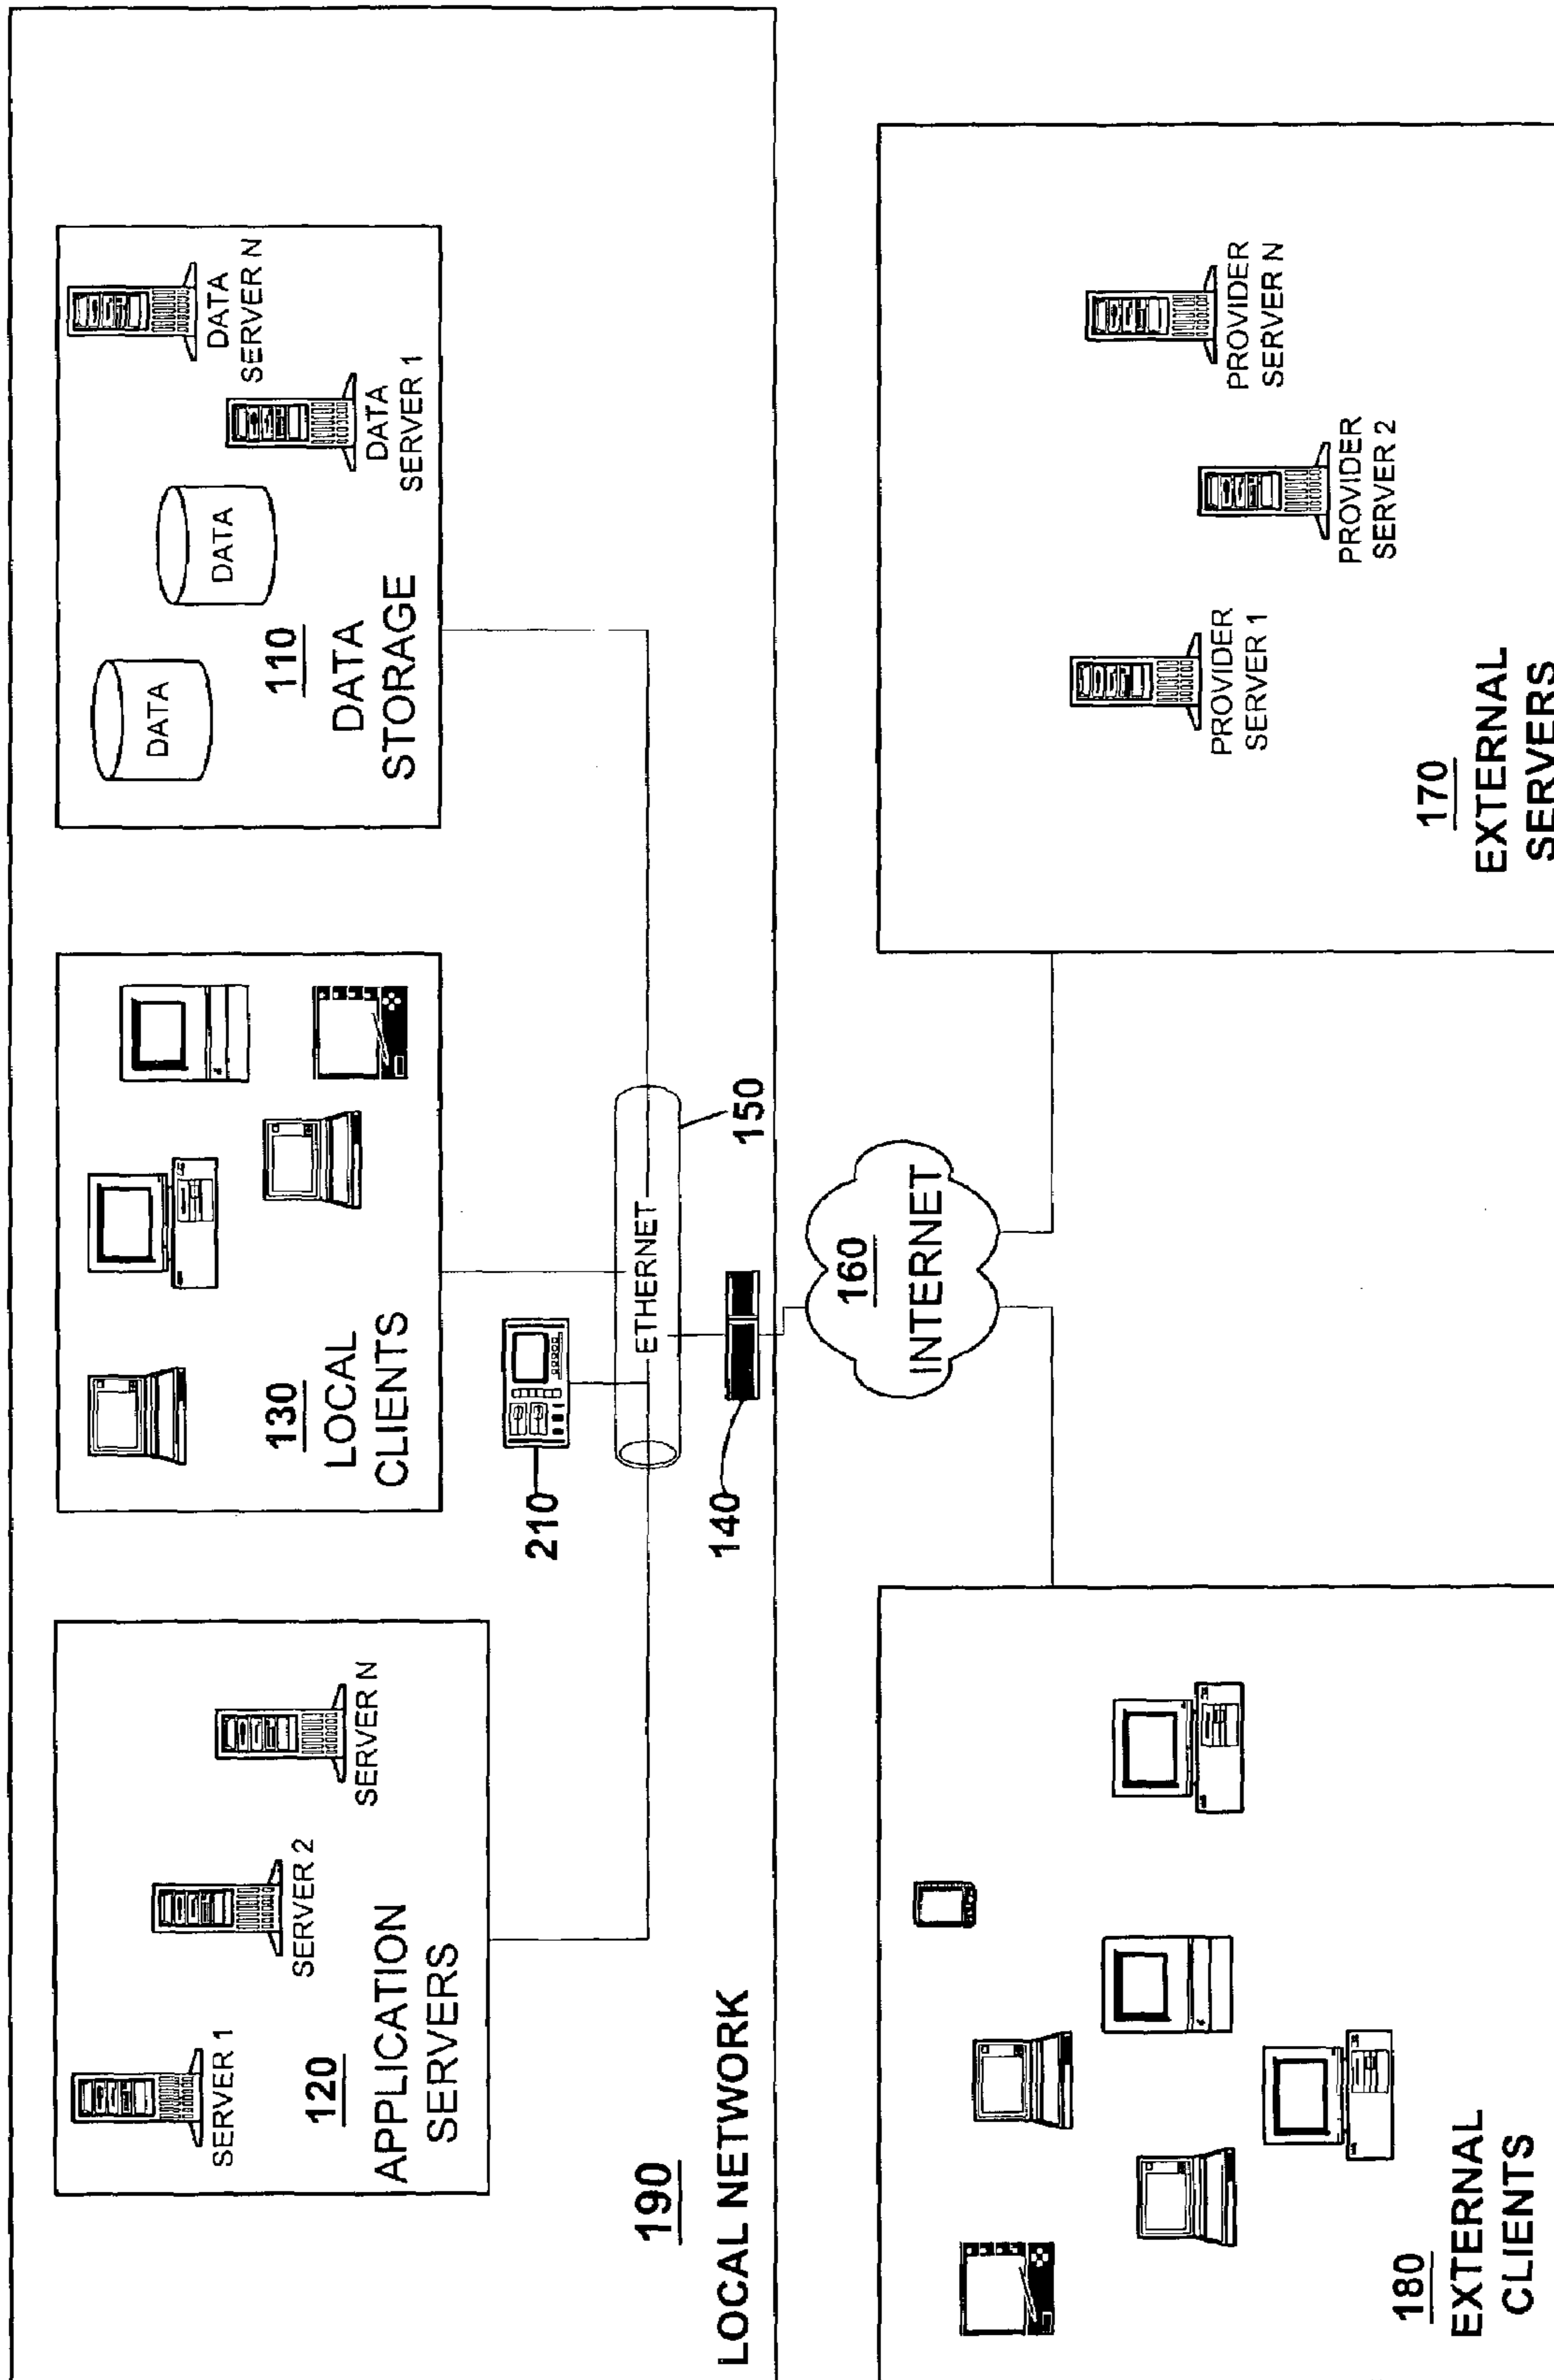 SERVER 1
SERVER 2
SERVER N
120
APPLICATION
SERVERS
130
LOCAL
CLIENTS
DATA
DATA
DATA
SERVER N
DATA
SERVER 1
110
DATA
STORAGE
210
ETHERNET
150
140
190
LOCAL NETWORK
160
INTERNET
180
EXTERNAL
CLIENTS
PROVIDER
SERVER 1
PROVIDER
SERVER 2
PROVIDER
SERVER N
170
EXTERNAL
SERVERS